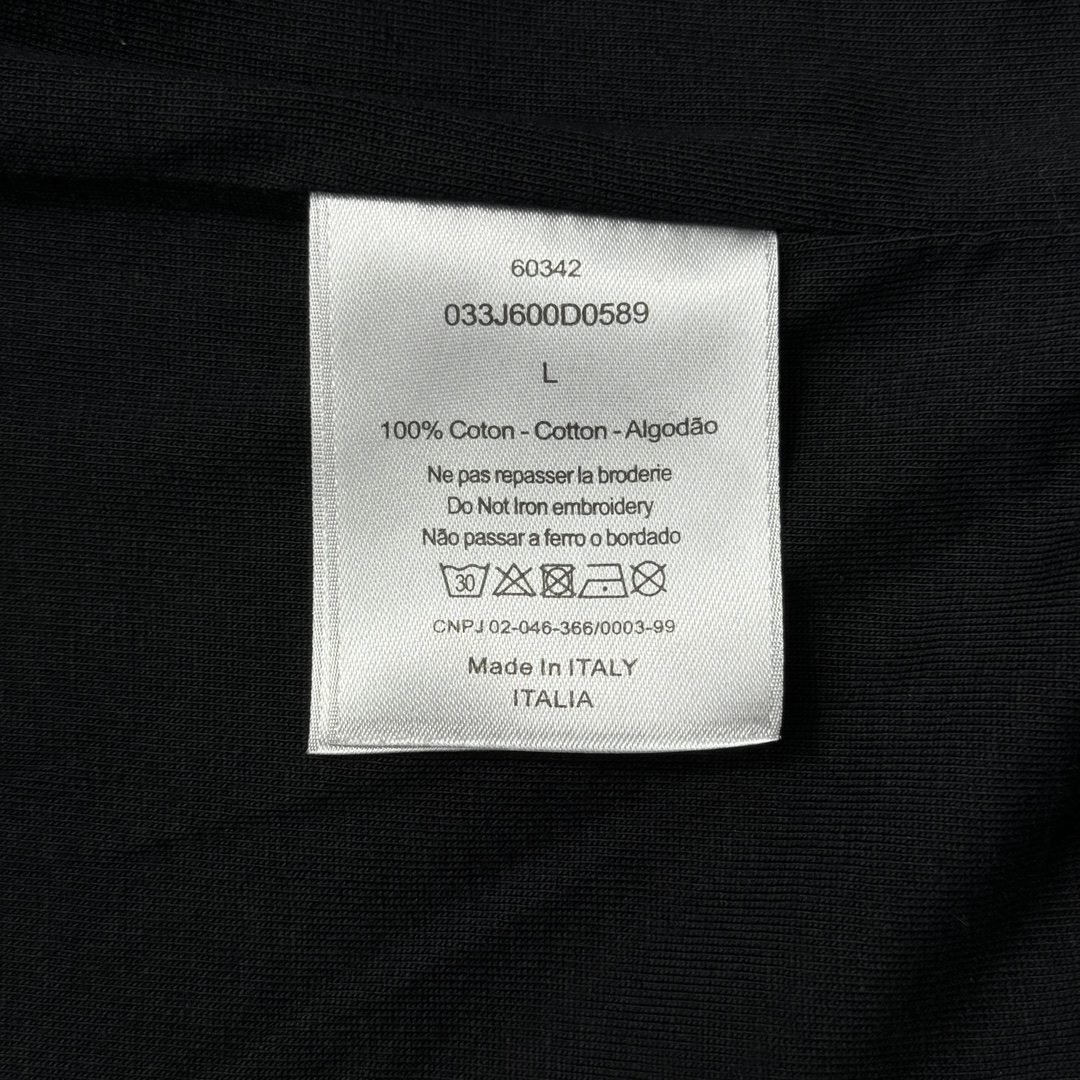 60342
033J600D0589
L
100% Coton - Cotton - Algodão
Ne pas repasser la broderie
Do Not Iron embroidery
Não passar a ferro o bordado
30
CNPJ 02-046-366/0003-99
Made In ITALY
ITALIA